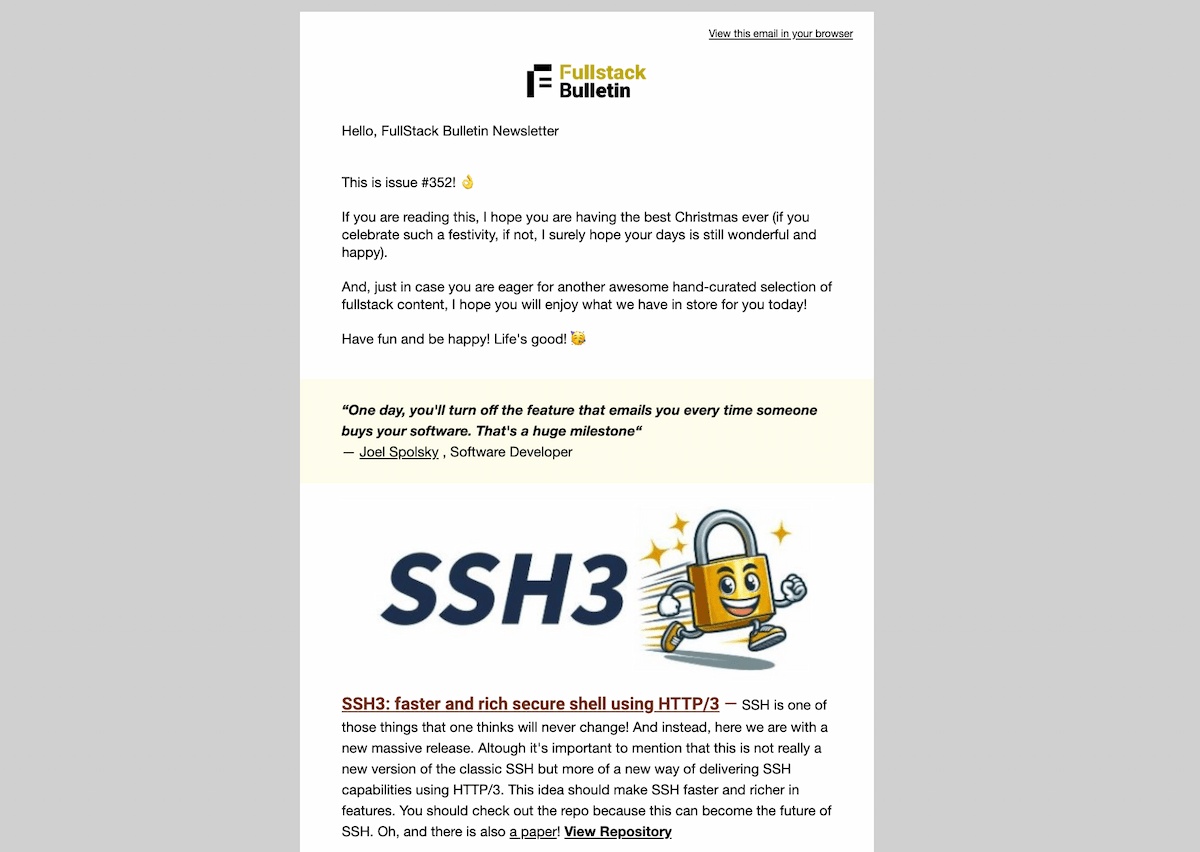 View this email in your browser
Fullstack
Bulletin
Hello, FullStack Bulletin Newsletter
This is issue #352! 👌
If you are reading this, I hope you are having the best Christmas ever (if you
celebrate such a festivity, if not, I surely hope your days is still wonderful and
happy).
And, just in case you are eager for another awesome hand-curated selection of
fullstack content, I hope you will enjoy what we have in store for you today!
Have fun and be happy! Life's good! 🥳
“One day, you'll turn off the feature that emails you every time someone
buys your software. That's a huge milestone“
— Joel Spolsky , Software Developer
SSH3
SSH3: faster and rich secure shell using HTTP/3 — SSH is one of
those things that one thinks will never change! And instead, here we are with a
new massive release. Altough it's important to mention that this is not really a
new version of the classic SSH but more of a new way of delivering SSH
capabilities using HTTP/3. This idea should make SSH faster and richer in
features. You should check out the repo because this can become the future of
SSH. Oh, and there is also a paper! View Repository